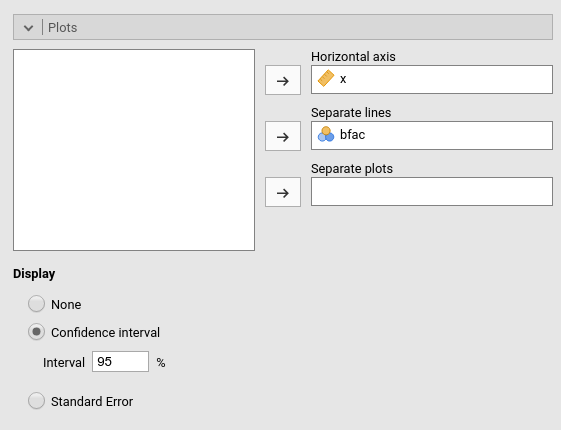 Plots
Horizontal axis
x
Separate lines
bfac
Separate plots
Display
None
Confidence interval
Interval 95 %
Standard Error